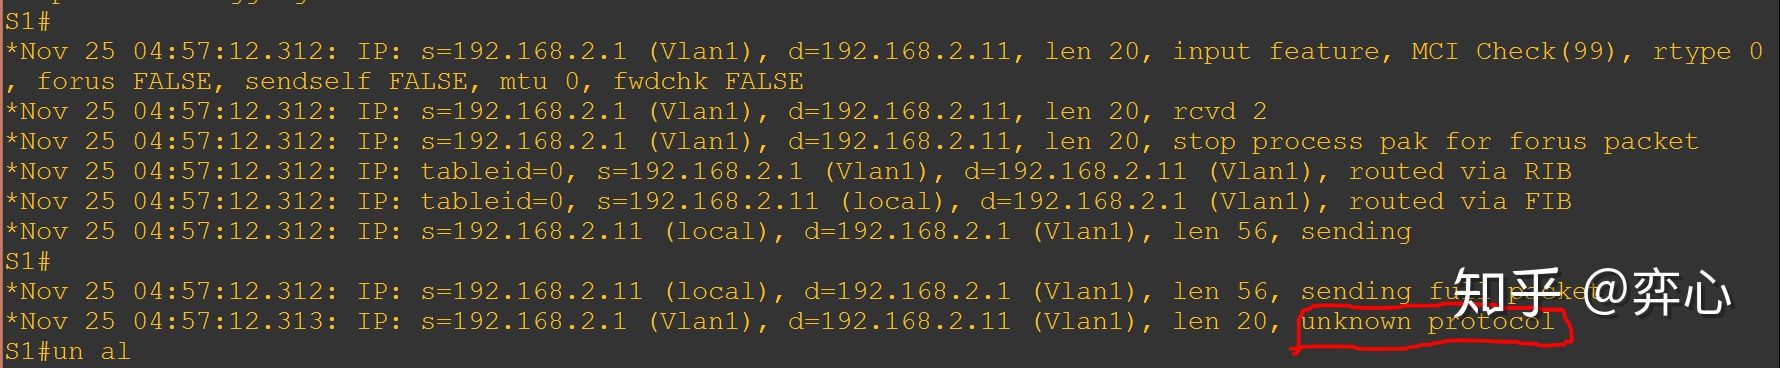 S1#
*Nov 25 04:57:12.312: IP: s=192.168.2.1 (Vlan1), d=192.168.2.11, len 20, input feature, MCI Check(99), rtype 0
, forus FALSE, sendself FALSE, mtu 0, fwdchk FALSE
*Nov 25 04:57:12.312: IP: s=192.168.2.1 (Vlan1), d=192.168.2.11, len 20, rcvd 2
*Nov 25 04:57:12.312: IP: s=192.168.2.1 (Vlan1), d=192.168.2.11, len 20, stop process pak for forus packet
*Nov 25 04:57:12.312: IP: tableid=0, s=192.168.2.1 (Vlan1), d=192.168.2.11 (Vlan1), routed via RIB
*Nov 25 04:57:12.312: IP: tableid=0, s=192.168.2.11 (local), d=192.168.2.1 (Vlan1), routed via FIB
*Nov 25 04:57:12.312: IP: s=192.168.2.11 (local), d=192.168.2.1 (Vlan1), len 56, sending
S1#
*Nov 25 04:57:12.312: IP: s=192.168.2.11 (local), d=192.168.2.1 (Vlan1), len 56, sending full packet
*Nov 25 04:57:12.313: IP: s=192.168.2.1 (Vlan1), d=192.168.2.11 (Vlan1), len 20, unknown protocol
S1#un al
知乎 @弈心